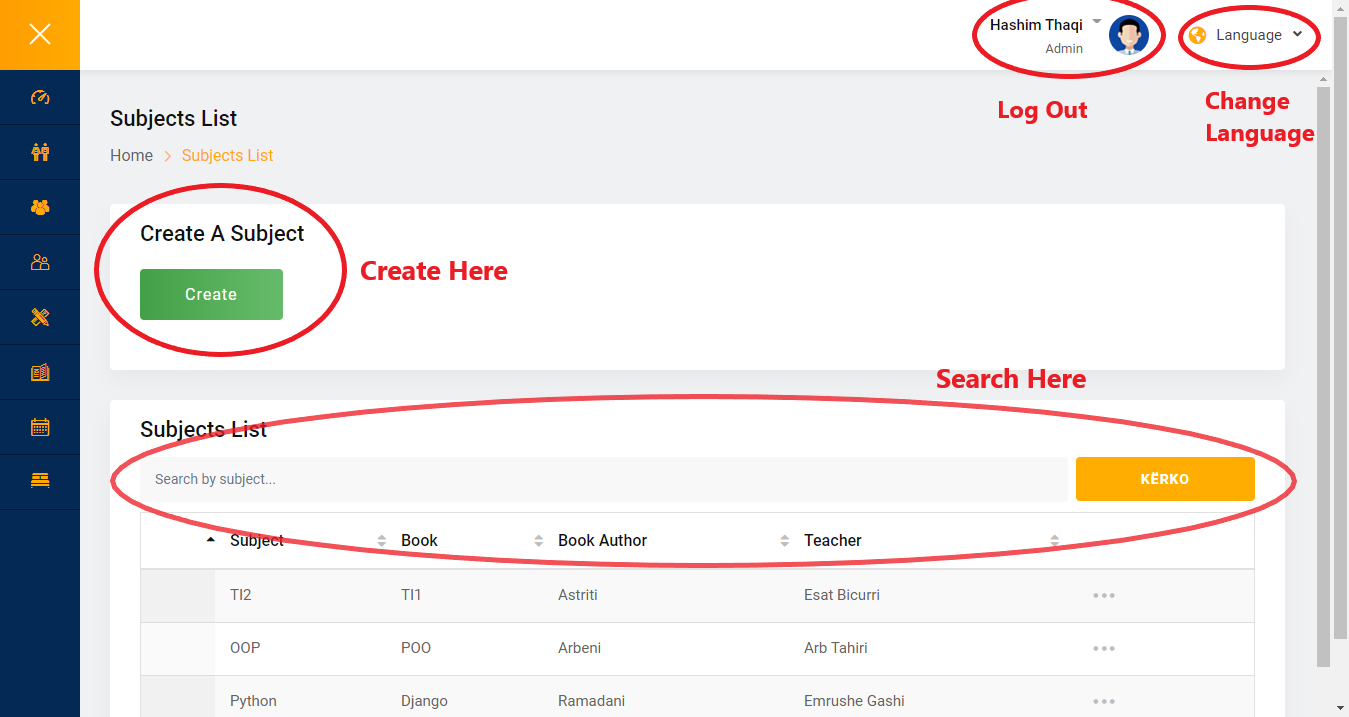 Hashim Thaqi
Admin
Language
Log Out
Change
Language
Subjects List
Home > Subjects List
Create A Subject
Create
Create Here
Search Here
Subjects List
Search by subject...
KËRKO
Subject Book Book Author Teacher
TI2 TI1 Astriti Esat Bicurri
OOP POO Arbeni Arb Tahiri
Python Django Ramadani Emrushe Gashi